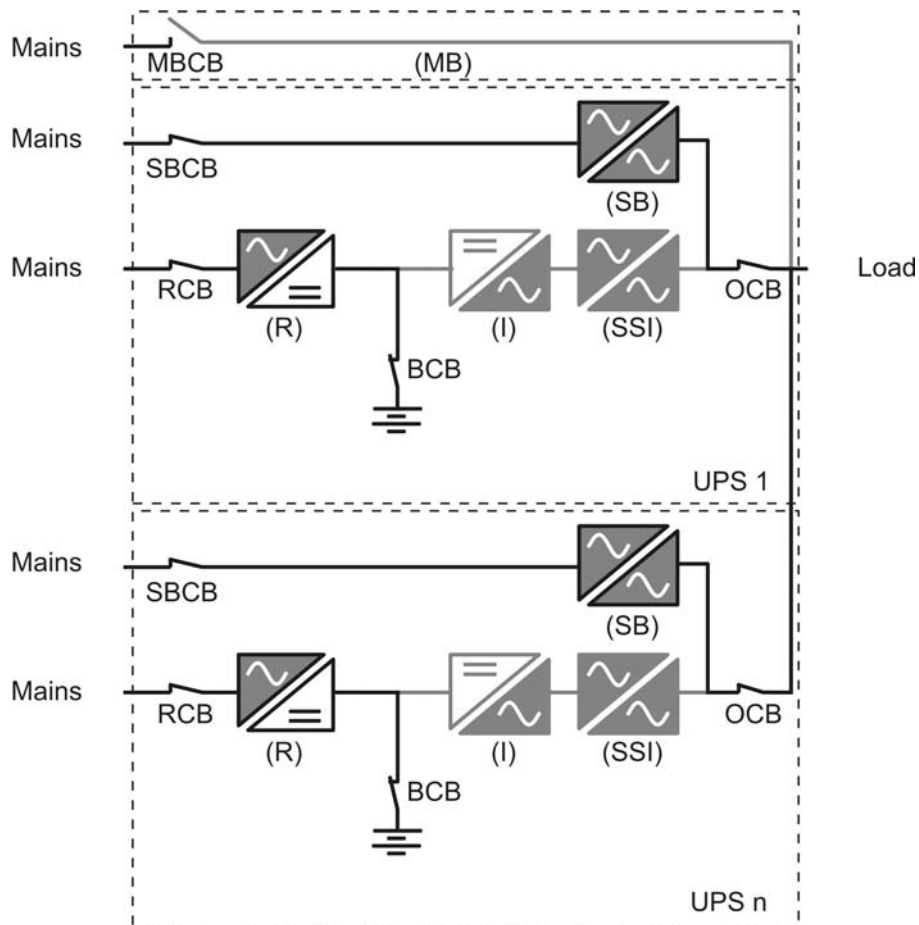 Mains
MBCB
(MB)
Mains
SBCB
(SB)
Mains
RCB
(R)
(I)
(SSI)
OCB
Load
BCB
UPS 1
Mains
SBCB
(SB)
Mains
RCB
(R)
(I)
(SSI)
OCB
BCB
UPS n